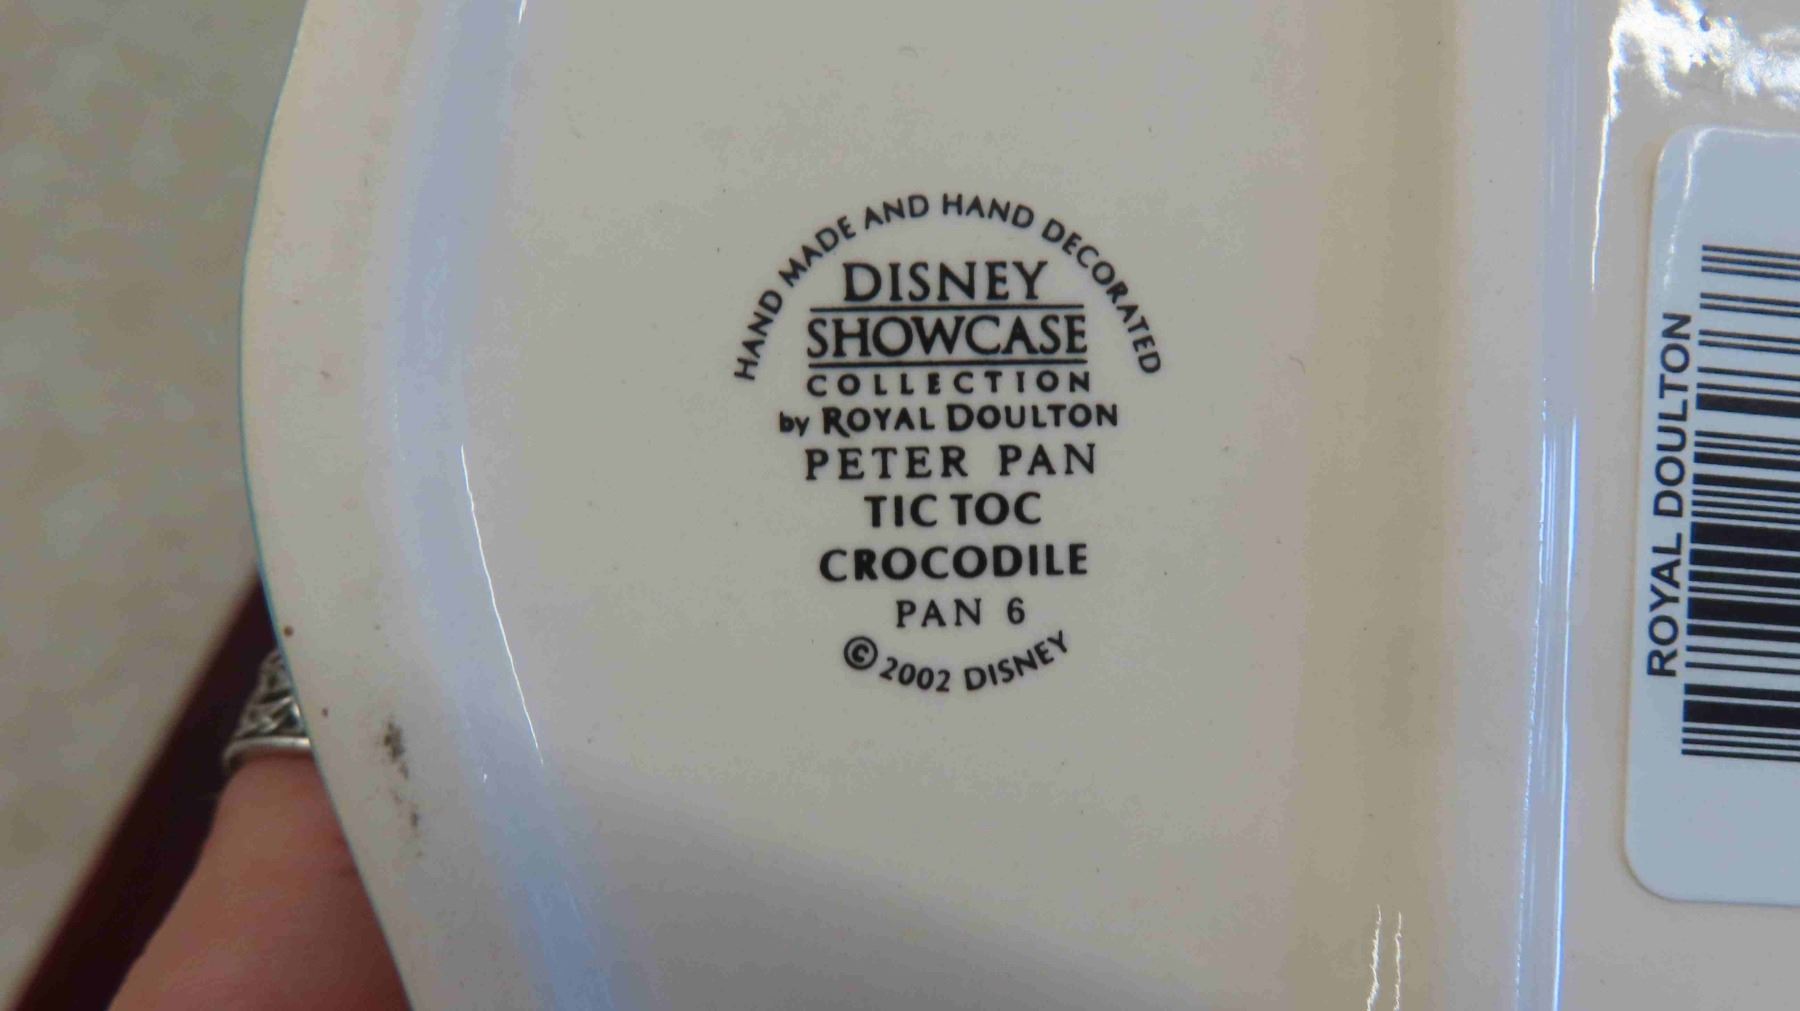 HAND MADE AND HAND DECORATED
DISNEY
SHOWCASE
COLLECTION
by ROYAL DOULTON
PETER PAN
TIC TOC
CROCODILE
PAN 6
© 2002 DISNEY
ROYAL DOULTON